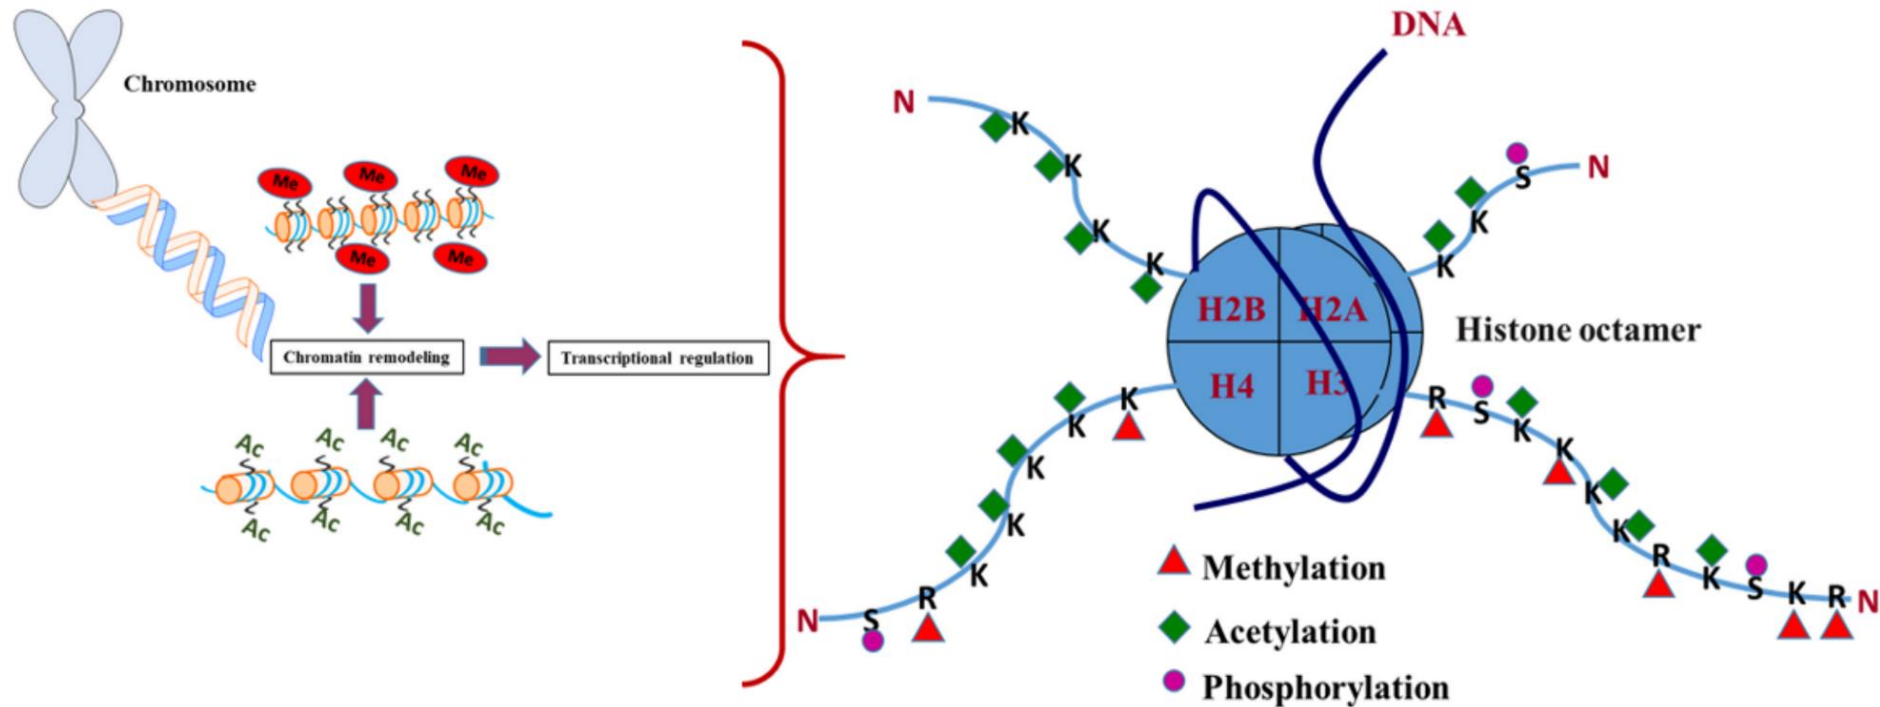 Chromosome
Me
Me
Me
Me
Me
Chromatin remodeling
Transcriptional regulation
Ac
Ac
Ac
Ac
Ac
Ac
Ac
Ac
DNA
N
K
K
K
K
S
N
K
K
H2B
H2A
H4
H3
Histone octamer
K
K
K
K
K
R
S
N
R
S
K
K
K
K
R
K
S
K
R
N
Methylation
Acetylation
Phosphorylation